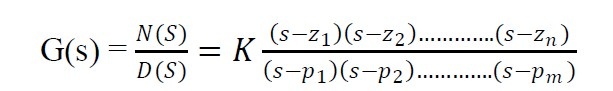 G(s) = N(S)/D(S) = K (s−z₁)(s−z₂).............(s−zₙ)/(s−p₁)(s−p₂).............(s−pₘ)